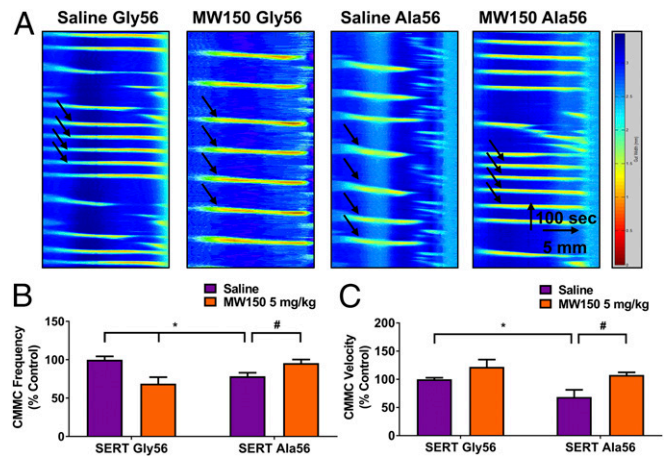 A
Saline Gly56
MW150 Gly56
Saline Ala56
MW150 Ala56
100 sec
5 mm
B
Saline
MW150 5 mg/kg
CMMC Frequency
(% Control)
150
100
50
0
*
#
SERT Gly56
SERT Ala56
C
Saline
MW150 5 mg/kg
CMMC Velocity
(% Control)
200
150
100
50
0
*
#
SERT Gly56
SERT Ala56